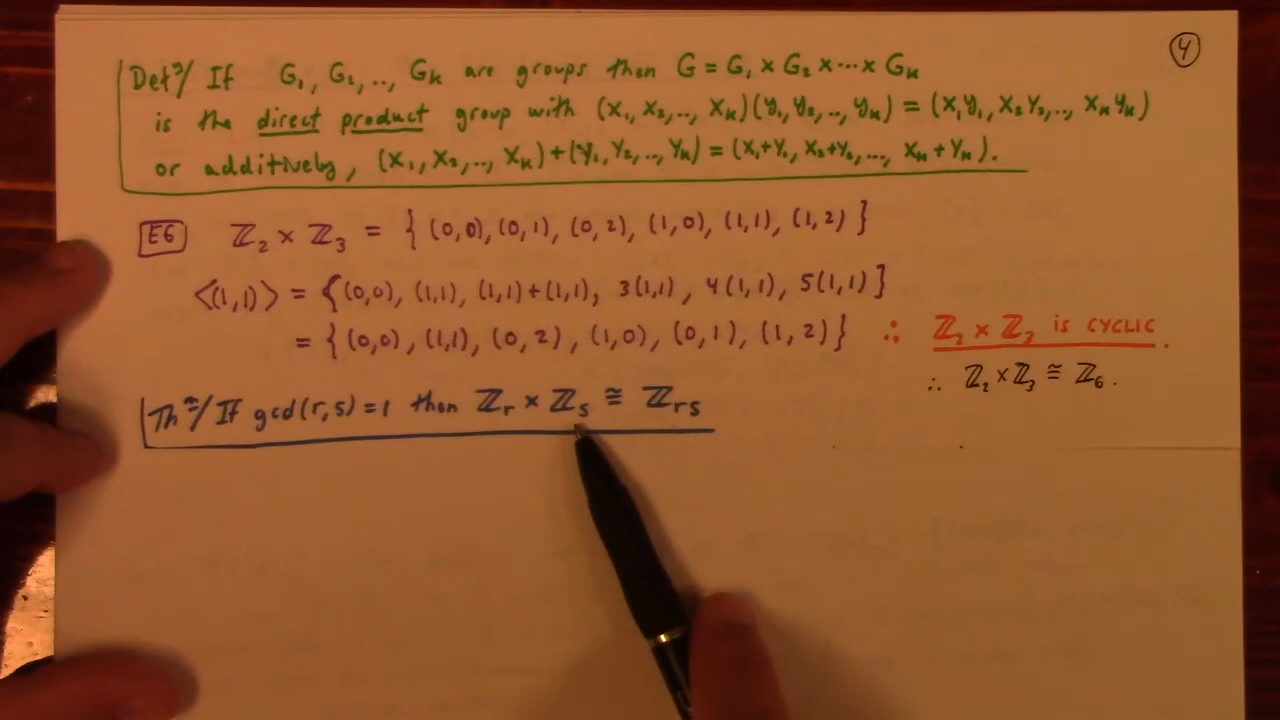 4
Defⁿ/ If G₁, G₂, .., Gₖ are groups then G = G₁ × G₂ × ⋯ × Gₖ
is the direct product group with (x₁, x₂, .., xₖ)(y₁, y₂, .., yₖ) = (x₁y₁, x₂y₂, .., xₖyₖ)
or additively, (x₁, x₂, .., xₖ)+(y₁, y₂, .., yₖ) = (x₁+y₁, x₂+y₂, ..., xₖ+yₖ).
E6 ℤ₂ × ℤ₃ = { (0,0), (0,1), (0,2), (1,0), (1,1), (1,2) }
⟨(1,1)⟩ = {(0,0), (1,1), (1,1)+(1,1), 3(1,1), 4(1,1), 5(1,1)}
= {(0,0), (1,1), (0,2), (1,0), (0,1), (1,2)} ∴ ℤ₂ × ℤ₃ is CYCLIC.
∴ ℤ₂ × ℤ₃ ≅ ℤ₆.
Thᵐ/ If gcd(r,s)=1 then ℤᵣ × ℤₛ ≅ ℤᵣₛ